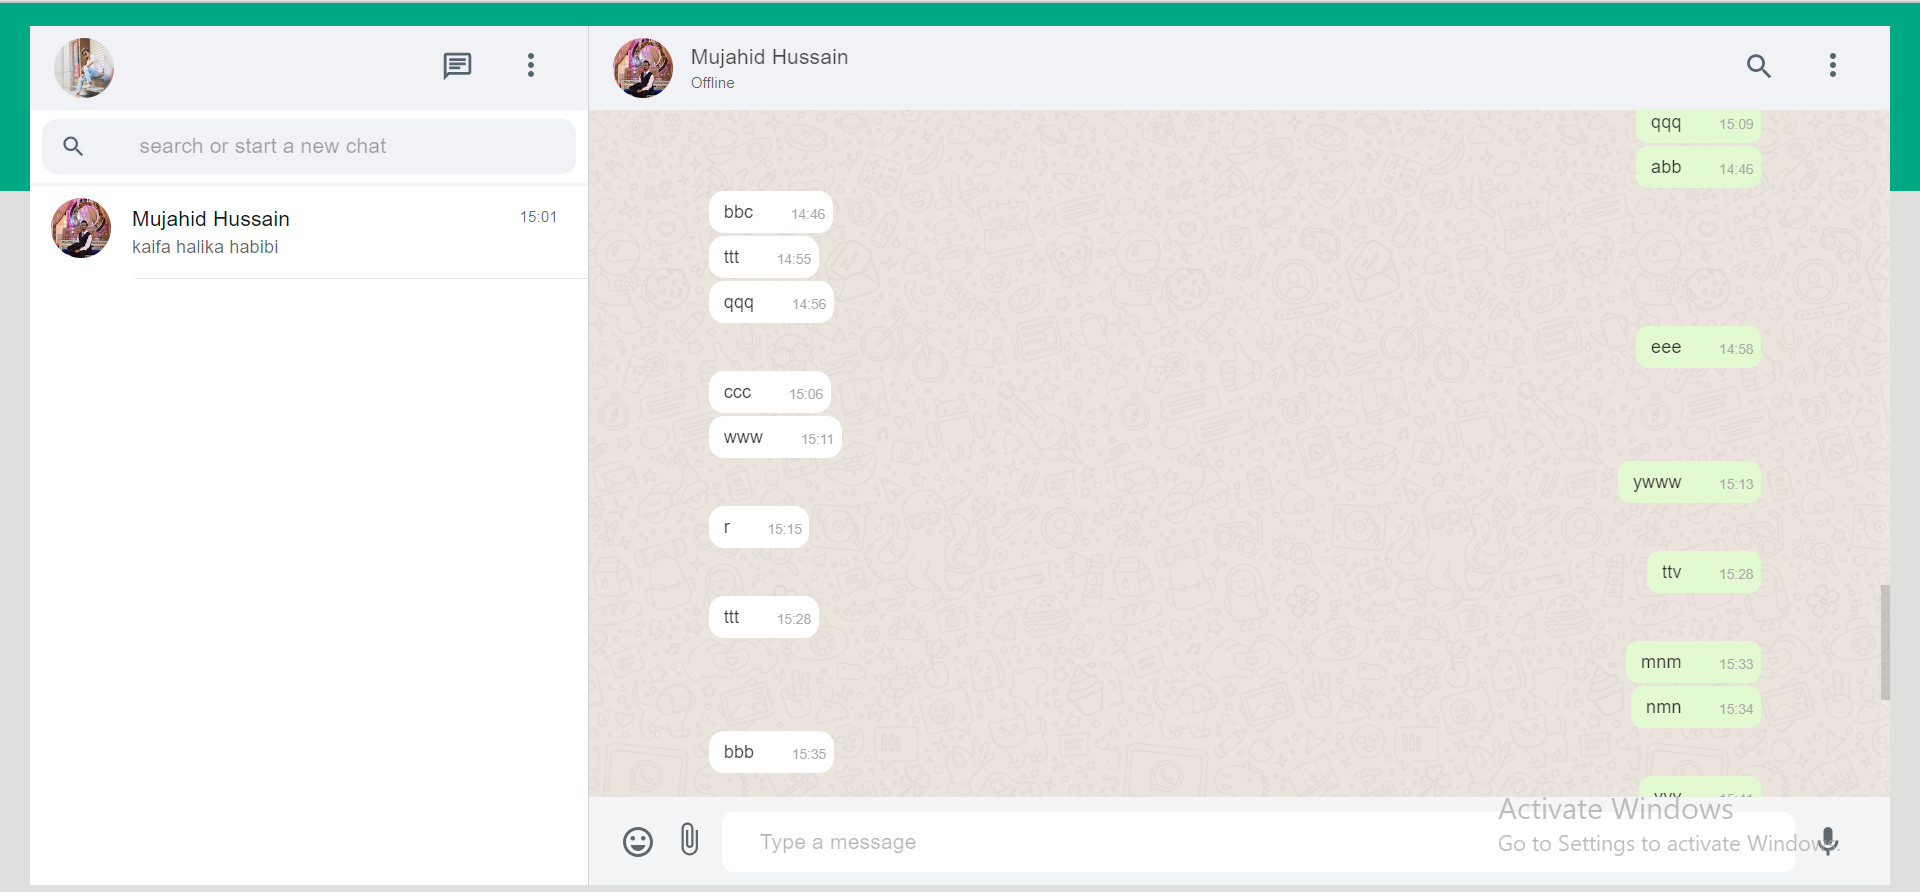 Mujahid Hussain
Offline
search or start a new chat
Mujahid Hussain 15:01
kaifa halika habibi
qqq 15:09
abb 14:46
bbc 14:46
ttt 14:55
qqq 14:56
eee 14:58
ccc 15:06
www 15:11
ywww 15:13
r 15:15
ttv 15:28
ttt 15:28
mnm 15:33
nmn 15:34
bbb 15:35
Type a message
Activate Windows
Go to Settings to activate Windows.